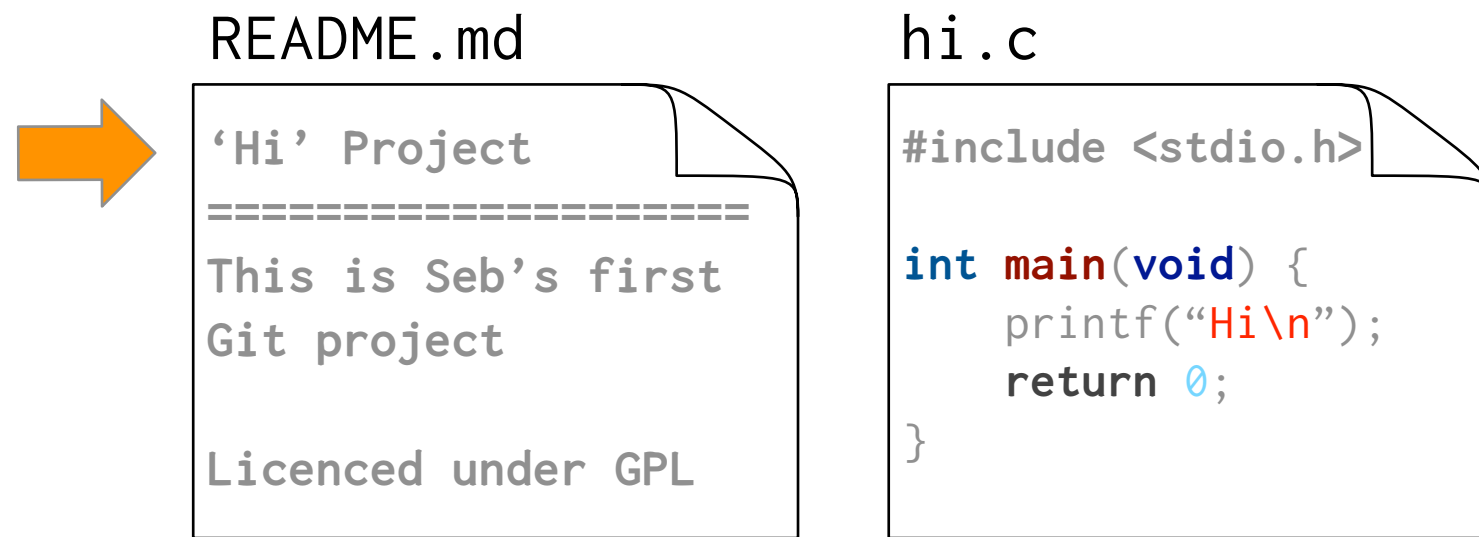 README.md
‘Hi’ Project
====================
This is Seb’s first
Git project
Licenced under GPL
hi.c
#include <stdio.h>
int main(void) {
    printf(“Hi\n”);
    return 0;
}